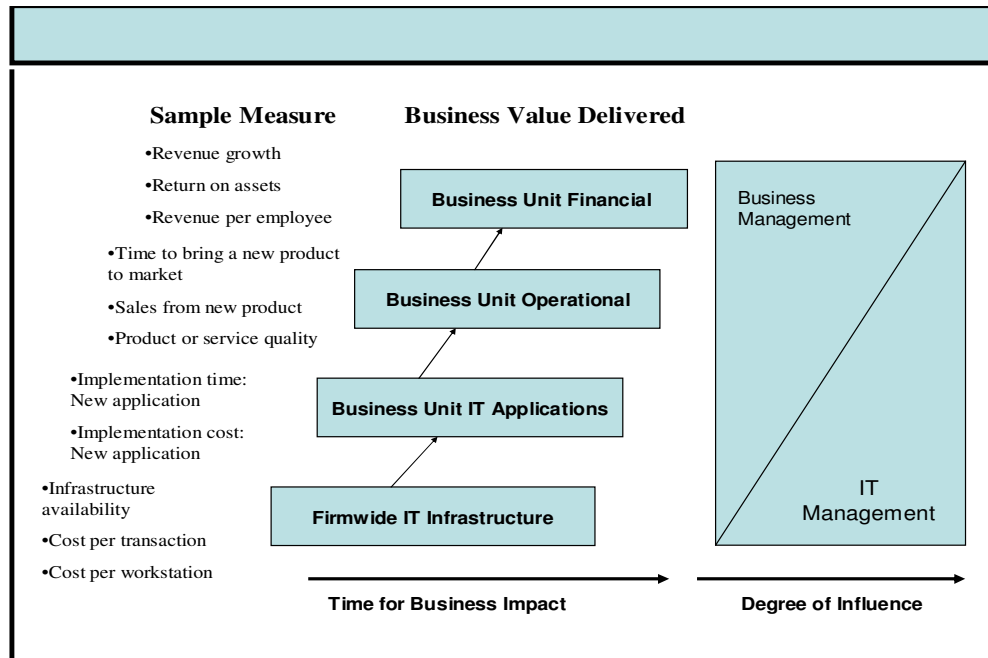 Sample Measure
•Revenue growth
•Return on assets
•Revenue per employee
•Time to bring a new product
to market
•Sales from new product
•Product or service quality
•Implementation time:
New application
•Implementation cost:
New application
•Infrastructure
availability
•Cost per transaction
•Cost per workstation
Business Value Delivered
Business Unit Financial
Business Unit Operational
Business Unit IT Applications
Firmwide IT Infrastructure
Time for Business Impact
Business
Management
IT
Management
Degree of Influence